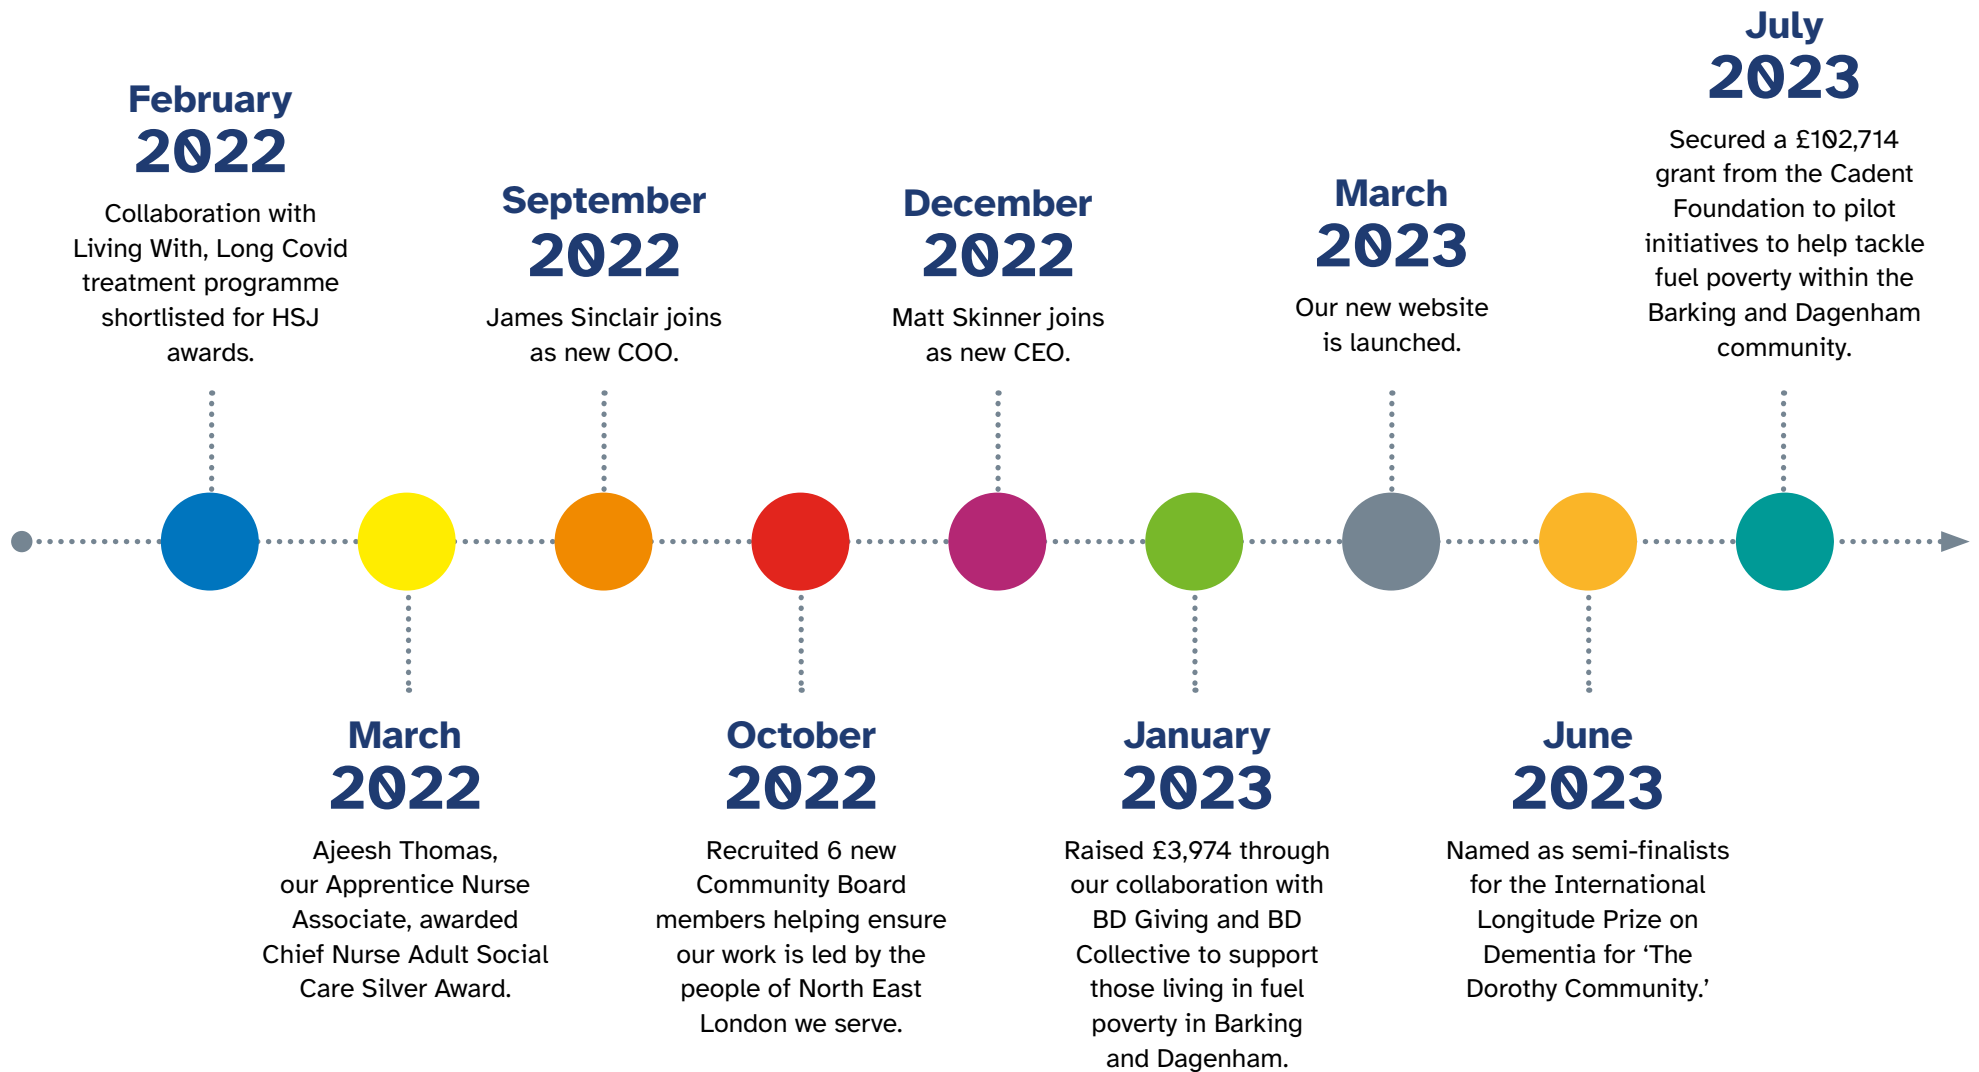 February
2022
Collaboration with
Living With, Long Covid
treatment programme
shortlisted for HSJ
awards.
March
2022
Ajeesh Thomas,
our Apprentice Nurse
Associate, awarded
Chief Nurse Adult Social
Care Silver Award.
September
2022
James Sinclair joins
as new COO.
October
2022
Recruited 6 new
Community Board
members helping ensure
our work is led by the
people of North East
London we serve.
December
2022
Matt Skinner joins
as new CEO.
January
2023
Raised £3,974 through
our collaboration with
BD Giving and BD
Collective to support
those living in fuel
poverty in Barking
and Dagenham.
March
2023
Our new website
is launched.
June
2023
Named as semi-finalists
for the International
Longitude Prize on
Dementia for ‘The
Dorothy Community.’
July
2023
Secured a £102,714
grant from the Cadent
Foundation to pilot
initiatives to help tackle
fuel poverty within the
Barking and Dagenham
community.